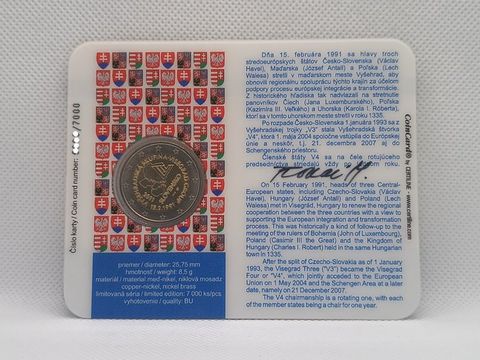 Dňa 15. februára 1991 sa hlavy troch
stredoeurópskych štátov Česko-Slovenska (Václav
Havel), Maďarska (József Antall) a Poľska (Lech
Walesa) stretli v maďarskom meste Vyšehrad, aby
obnovili regionálnu spoluprácu týchto krajín za účelom
podpory procesu európskej integrácie a transformácie.
Z historického hľadiska tak nadviazali na stretnutie
panovníkov Čiech (Jana Luxemburského), Poľska
(Kazimíra III. Veľkého) a Uhorska (Karola I. Róberta),
ktorí sa v tomto uhorskom meste stretli v roku 1335.
Po rozpade Česko-Slovenska 1. januára 1993 sa z
Vyšehradskej trojky „V3" stala Vyšehradská štvorka
„V4", ktorá 1. mája 2004 spoločne vstúpila do Európskej
únie a neskôr, t.j. 21. decembra 2007 aj do
Schengenského priestoru.
Členské štáty V4 sa na čele rotujúceho
predsedníctva striedajú vždy po jednom roku.
On 15 February 1991, heads of three Central-
European states, including Czechoslovakia (Václav
Havel), Hungary (József Antall) and Poland (Lech
Walesa) met in Visegrád, Hungary to renew the regional
cooperation between the three countries with a view to
supporting the European integration and transformation
process. This was historically a kind of follow-up to the
meeting of the rulers of Bohemia (John of Luxembourg),
Poland (Casimir III the Great) and the Kingdom of
Hungary (Charles I. Robert) held in the same Hungarian
town in 1335.
After the split of Czechoslovakia as of 1 January
1993, the Visegrad Three ("V3") became the Visegrad
Four or "V4", which jointly acceded to the European
Union on 1 May 2004 and the Schengen Area at a later
date, namely on 21 December 2007.
The V4 chairmanship is a rotating one, with each of
the member states being a chair for one year.
CoinCard® by CERTLINE - www.certline.eu
Číslo karty / Coin card number: /7000
priemer / diameter: 25,75 mm
hmotnosť / weight: 8,5 g
materiál / material: meď-nikel, niklová mosadz
copper-nickel, nickel brass
limitovaná séria / limited edition: 7 000 ks/pcs
vyhotovenie / quality: BU